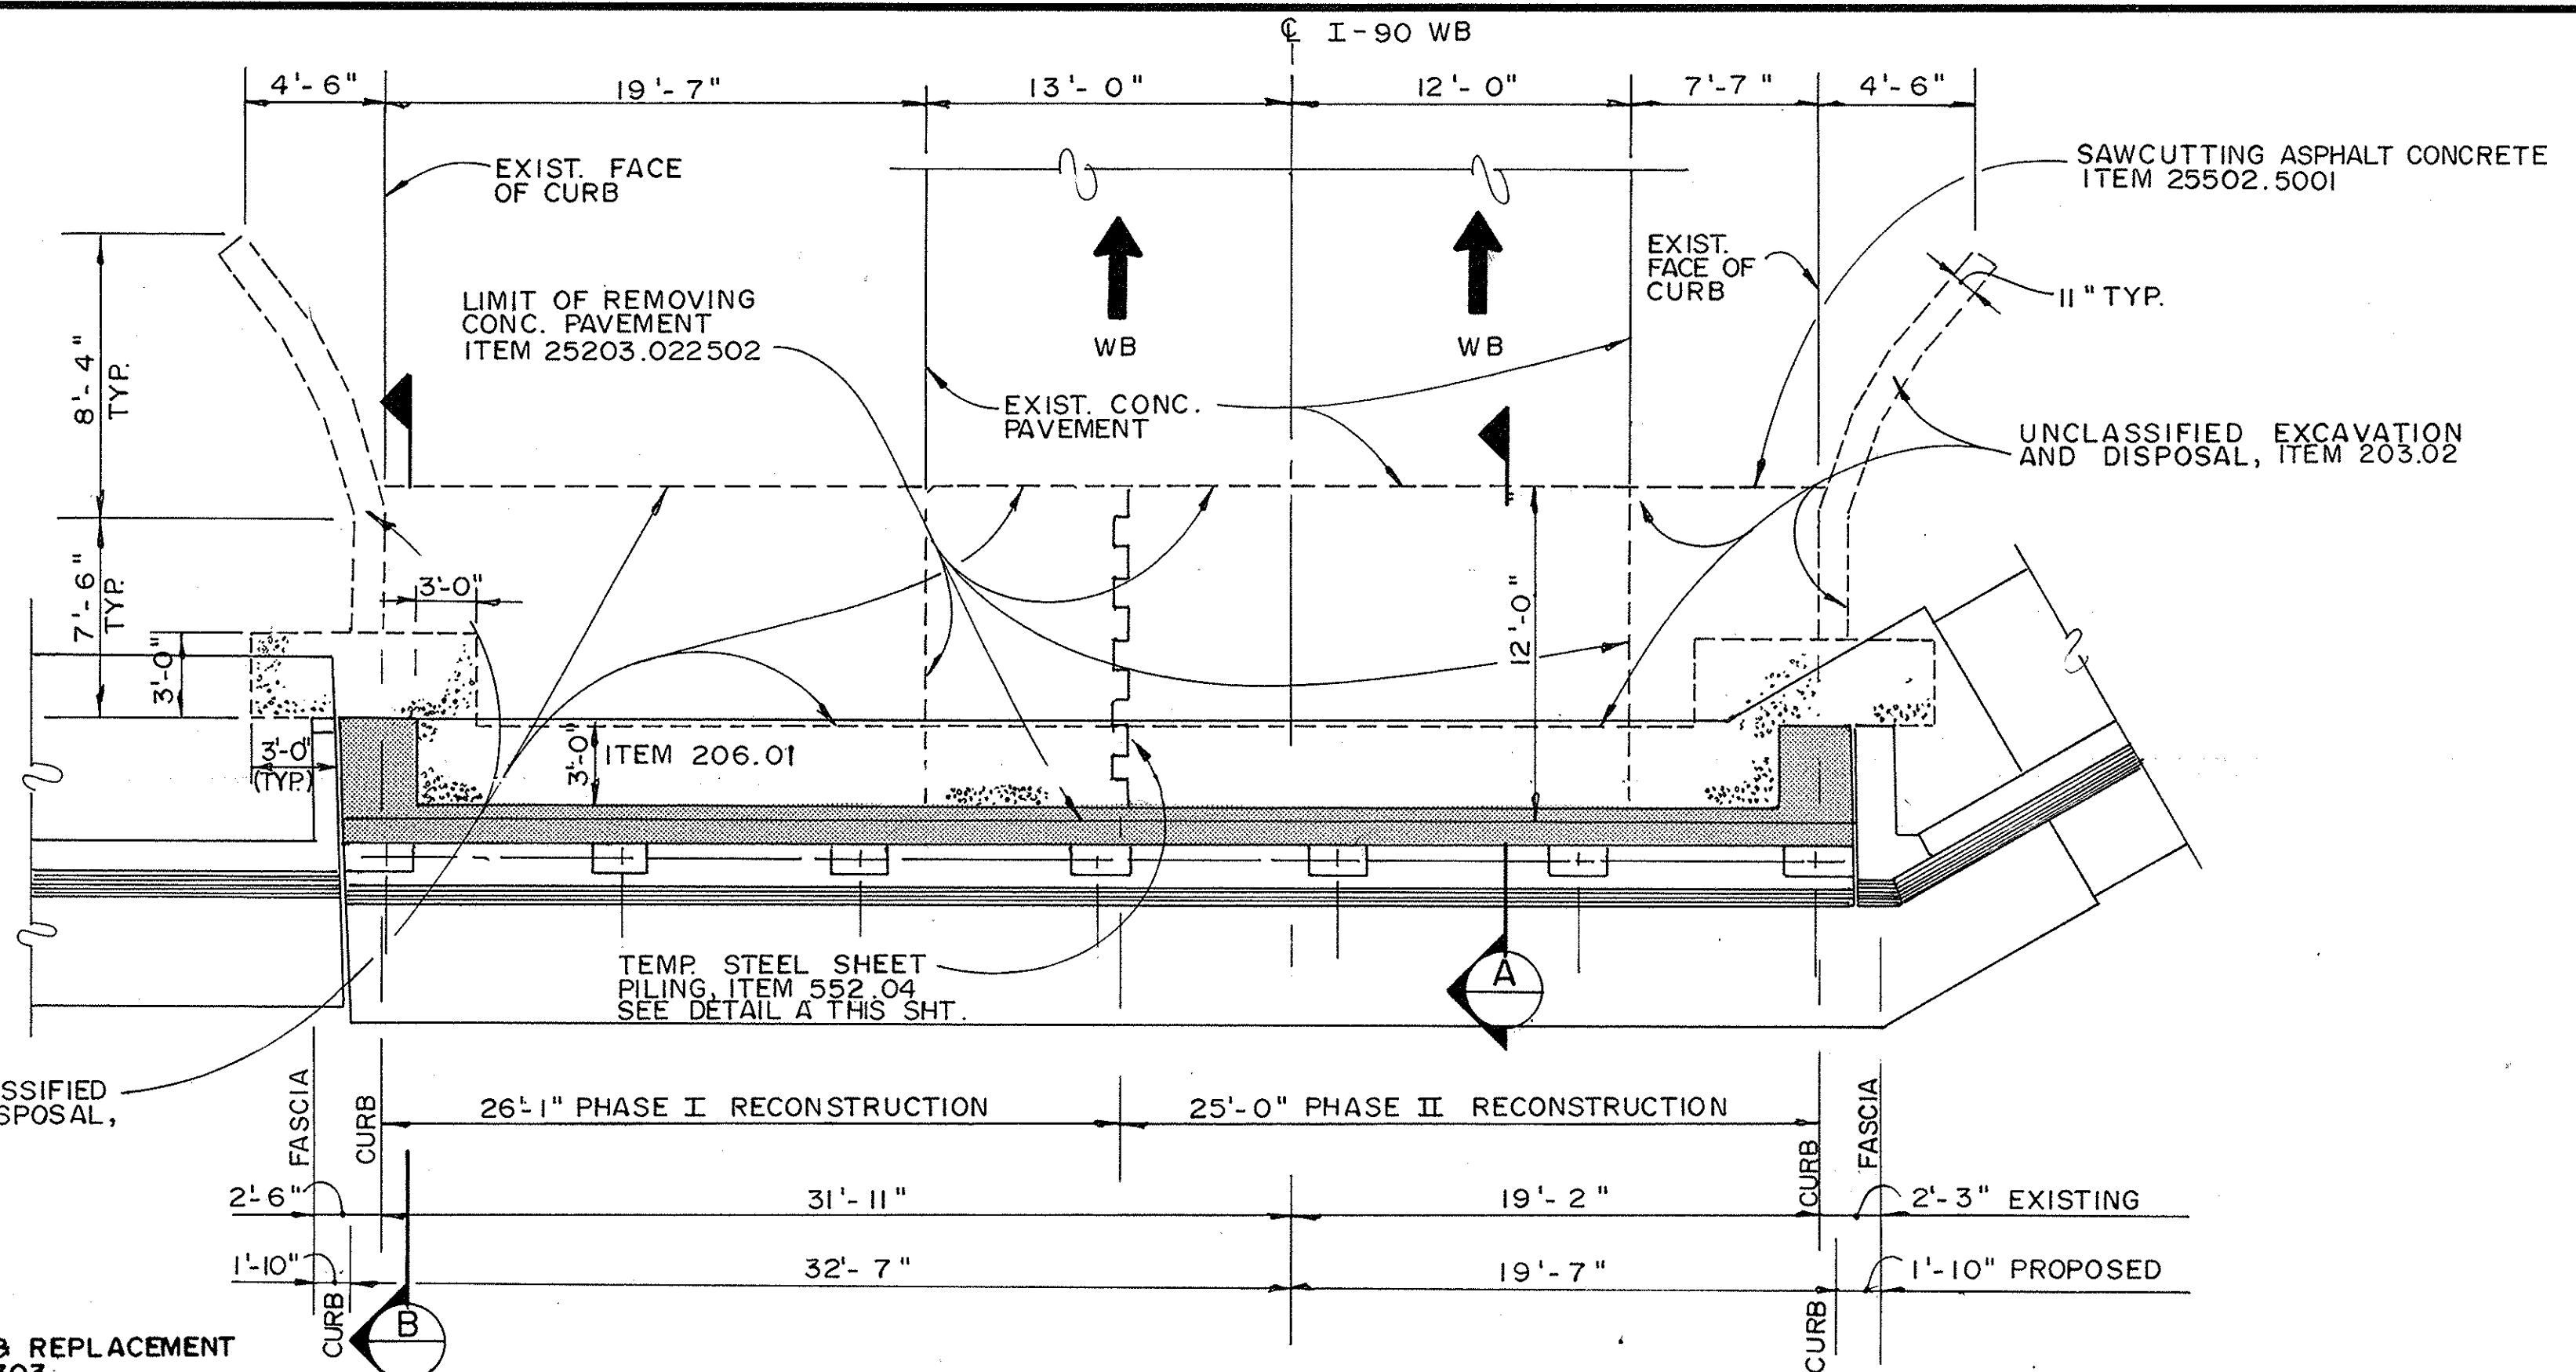 ℄ I-90 WB
4'-6"
19'-7"
13'-0"
12'-0"
7'-7"
4'-6"
EXIST. FACE
OF CURB
SAWCUTTING ASPHALT CONCRETE
ITEM 25502.5001
EXIST.
FACE OF
CURB
11" TYP.
LIMIT OF REMOVING
CONC. PAVEMENT
ITEM 25203.022502
WB
WB
8'-4"
TYP.
EXIST. CONC.
PAVEMENT
UNCLASSIFIED EXCAVATION
AND DISPOSAL, ITEM 203.02
7'-6"
TYP.
3'-0"
3'-0"
12'-0"
3'-0"
(TYP.)
3'-0"
ITEM 206.01
TEMP. STEEL SHEET
PILING, ITEM 552.04
SEE DETAIL A THIS SHT.
A
SSIFIED
SPOSAL,
FASCIA
CURB
26'-1" PHASE I RECONSTRUCTION
25'-0" PHASE II RECONSTRUCTION
CURB
FASCIA
2'-6"
31'-11"
19'-2"
2'-3" EXISTING
1'-10"
32'-7"
19'-7"
1'-10" PROPOSED
CURB
B
CURB
REPLACEMENT